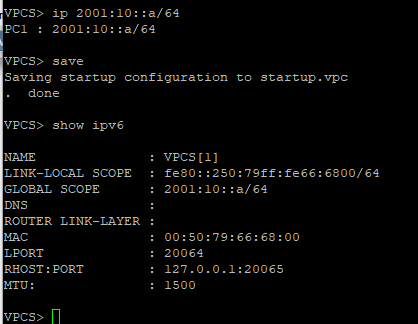 VPCS> ip 2001:10::a/64
PC1 : 2001:10::a/64
VPCS> save
Saving startup configuration to startup.vpc
.  done
VPCS> show ipv6
NAME              : VPCS[1]
LINK-LOCAL SCOPE  : fe80::250:79ff:fe66:6800/64
GLOBAL SCOPE      : 2001:10::a/64
DNS               :
ROUTER LINK-LAYER :
MAC               : 00:50:79:66:68:00
LPORT             : 20064
RHOST:PORT        : 127.0.0.1:20065
MTU:              : 1500
VPCS>